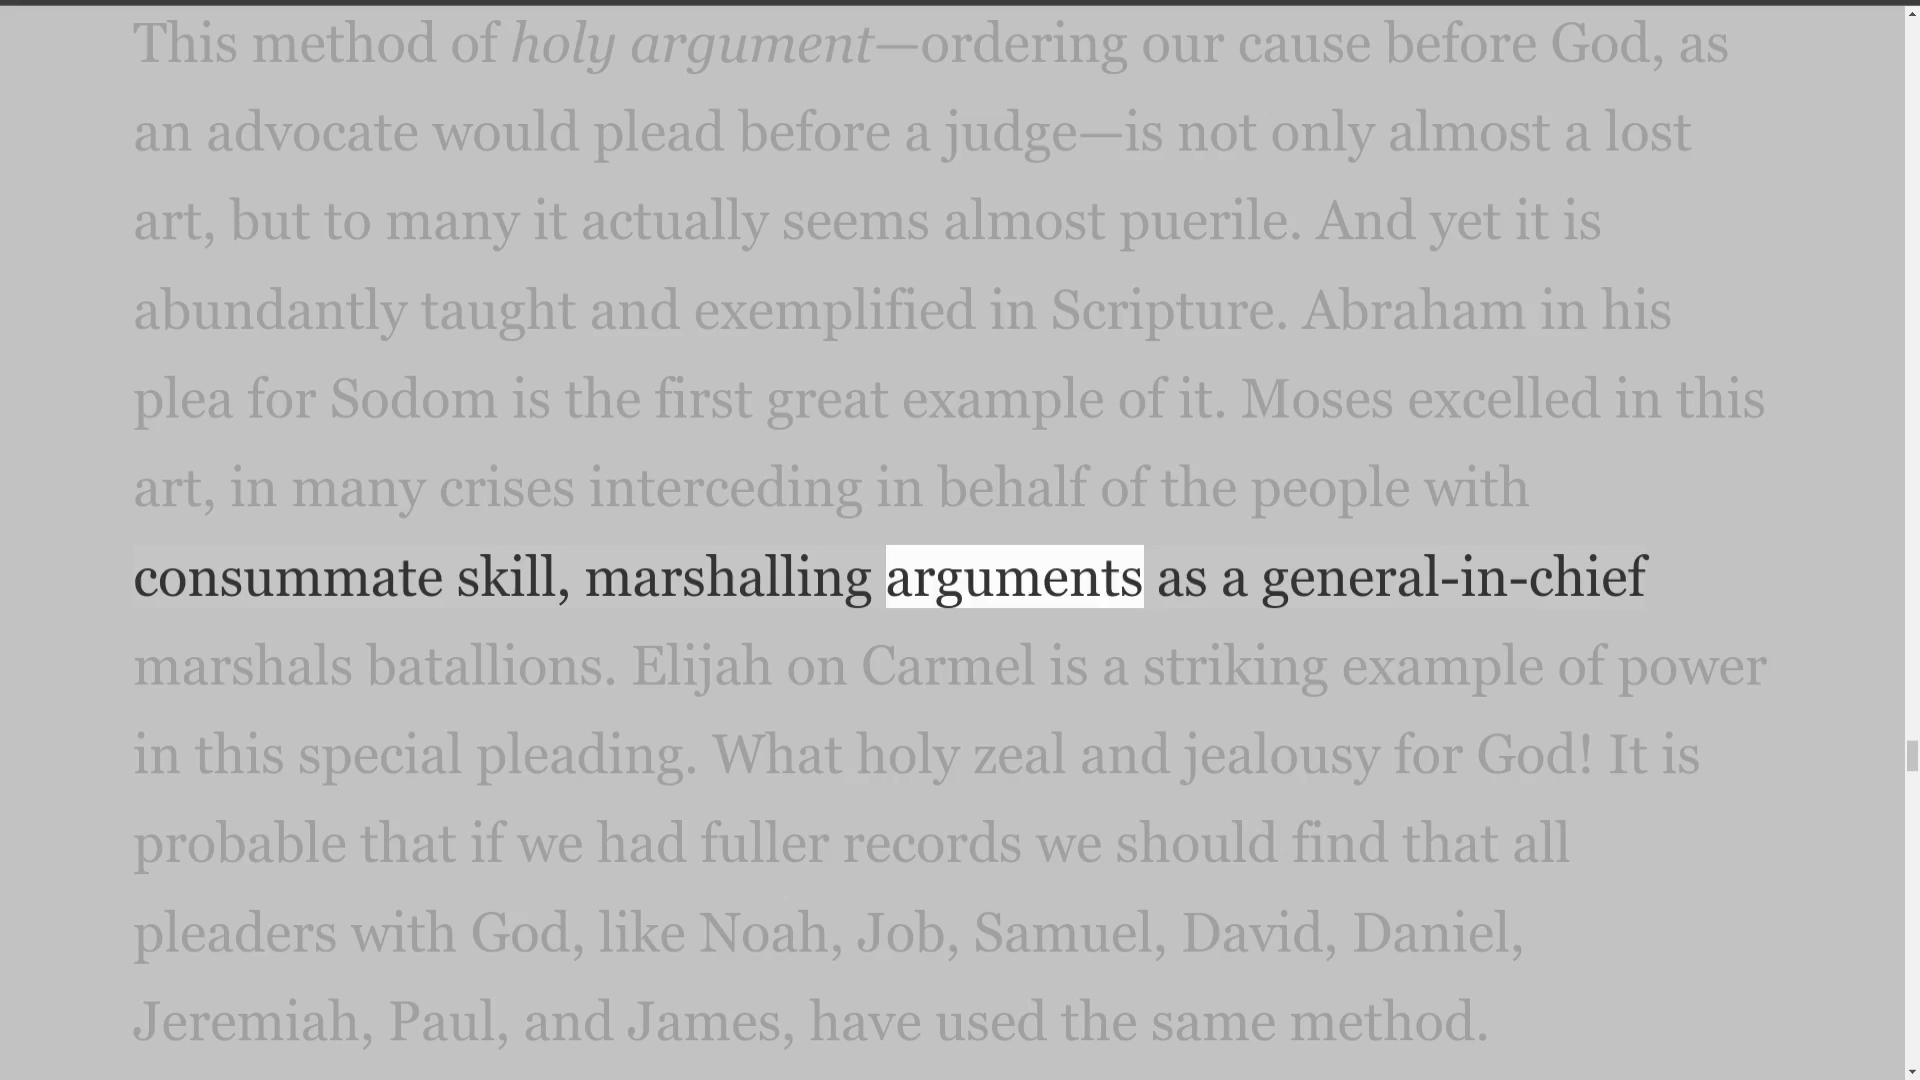 This method of holy argument—ordering our cause before God, as
an advocate would plead before a judge—is not only almost a lost
art, but to many it actually seems almost puerile. And yet it is
abundantly taught and exemplified in Scripture. Abraham in his
plea for Sodom is the first great example of it. Moses excelled in this
art, in many crises interceding in behalf of the people with
consummate skill, marshalling arguments as a general-in-chief
marshals batallions. Elijah on Carmel is a striking example of power
in this special pleading. What holy zeal and jealousy for God! It is
probable that if we had fuller records we should find that all
pleaders with God, like Noah, Job, Samuel, David, Daniel,
Jeremiah, Paul, and James, have used the same method.